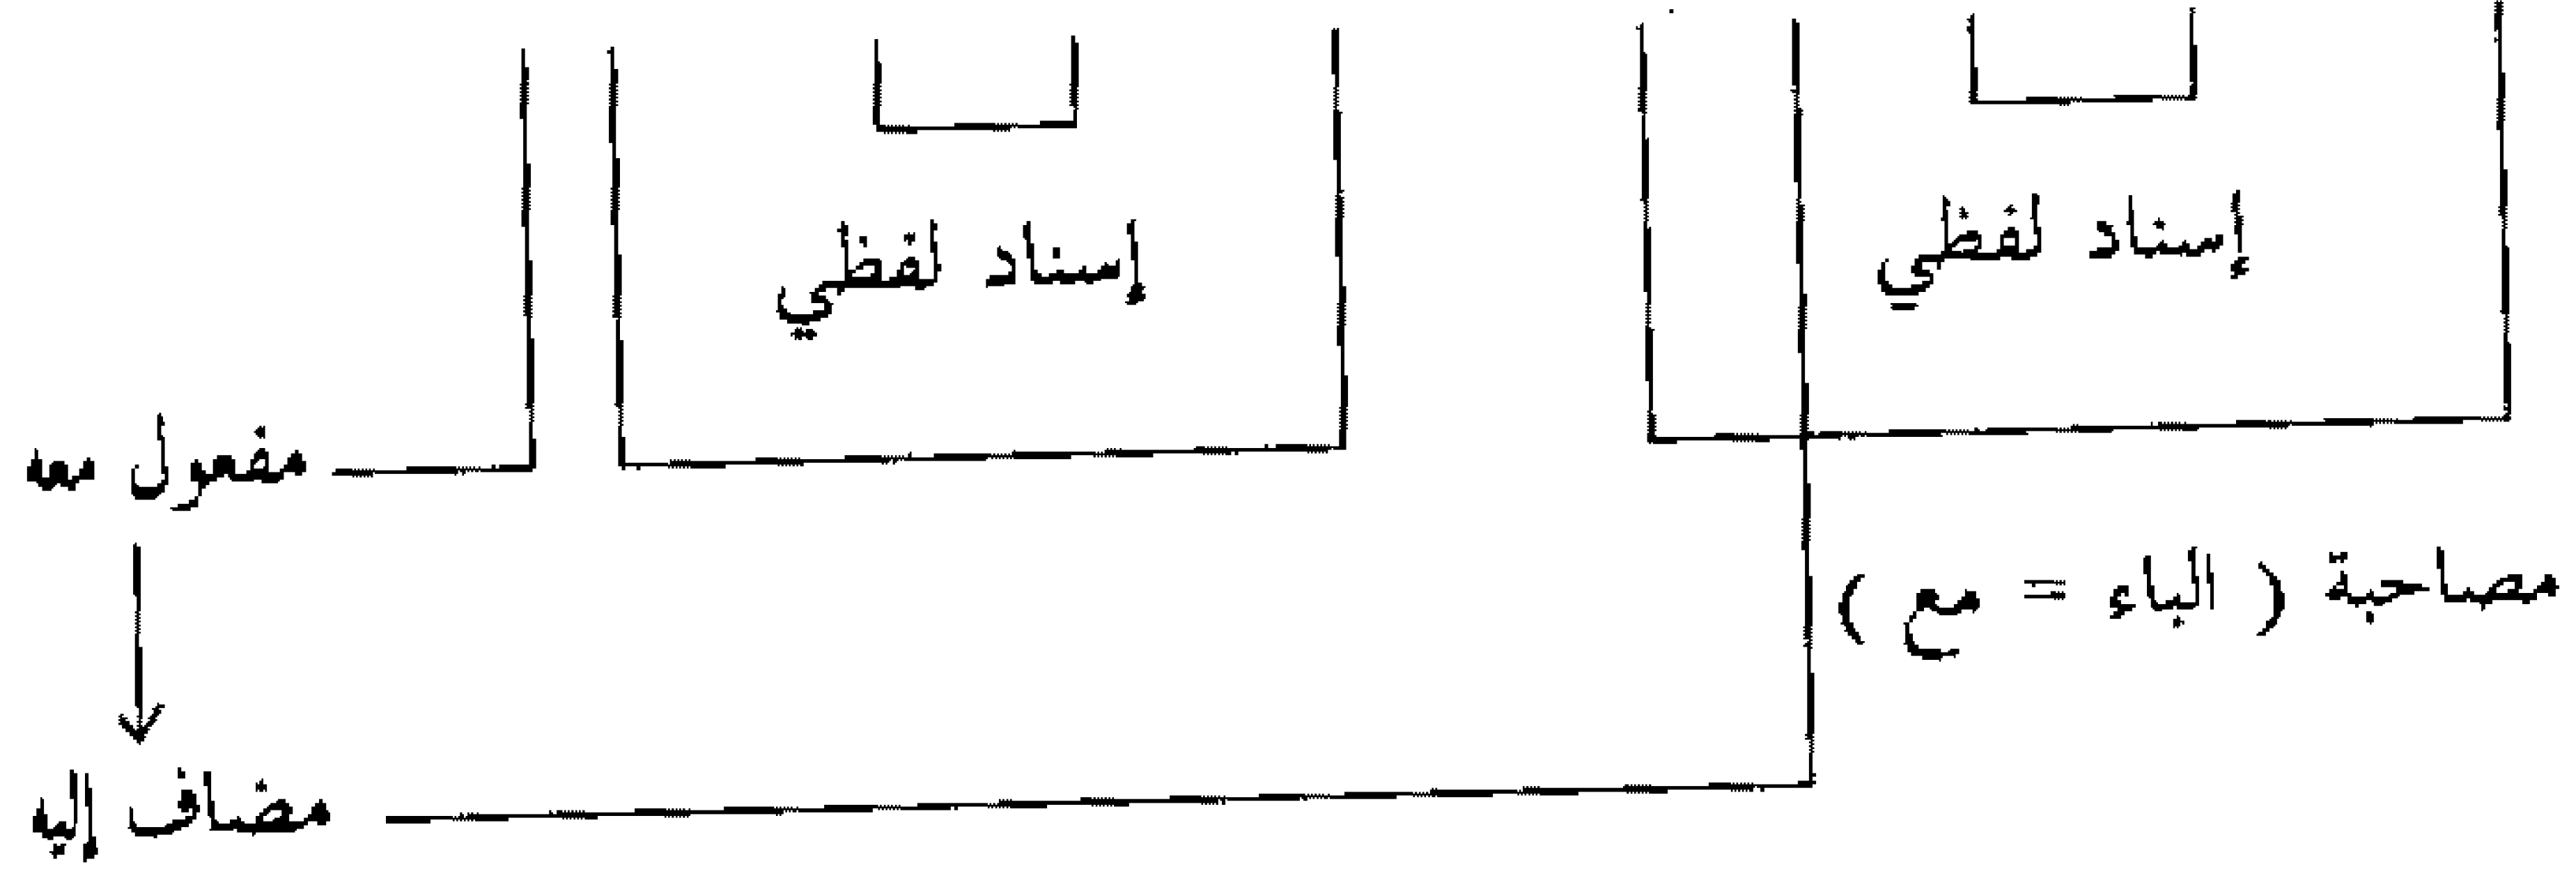 إسناد لفظي
إسناد لفظي
مفعول معه
مصاحبة ( الباء = مع )
مضاف إليه